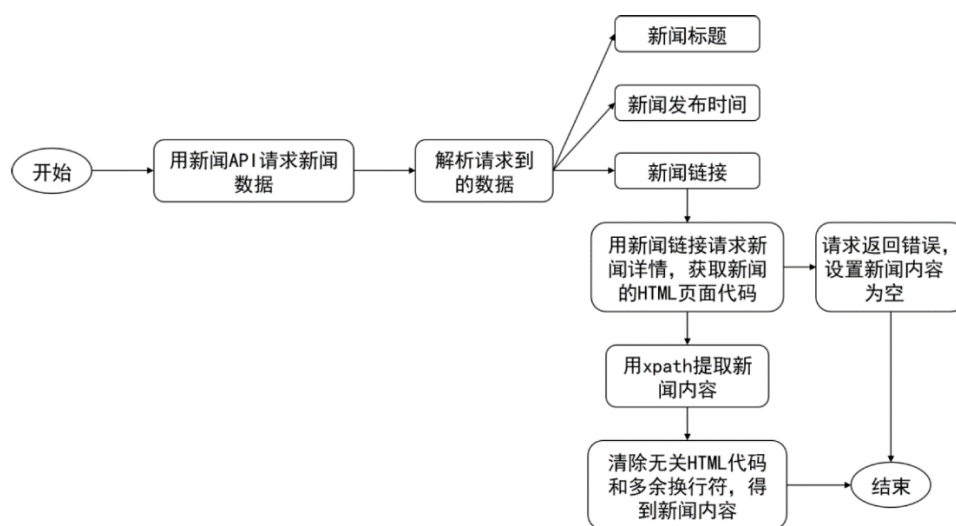 新闻标题
新闻发布时间
开始
用新闻API请求新闻
数据
解析请求到
的数据
新闻链接
用新闻链接请求新
闻详情，获取新闻
的HTML页面代码
请求返回错误，
设置新闻内容
为空
用xpath提取新
闻内容
清除无关HTML代码
和多余换行符，得
到新闻内容
结束